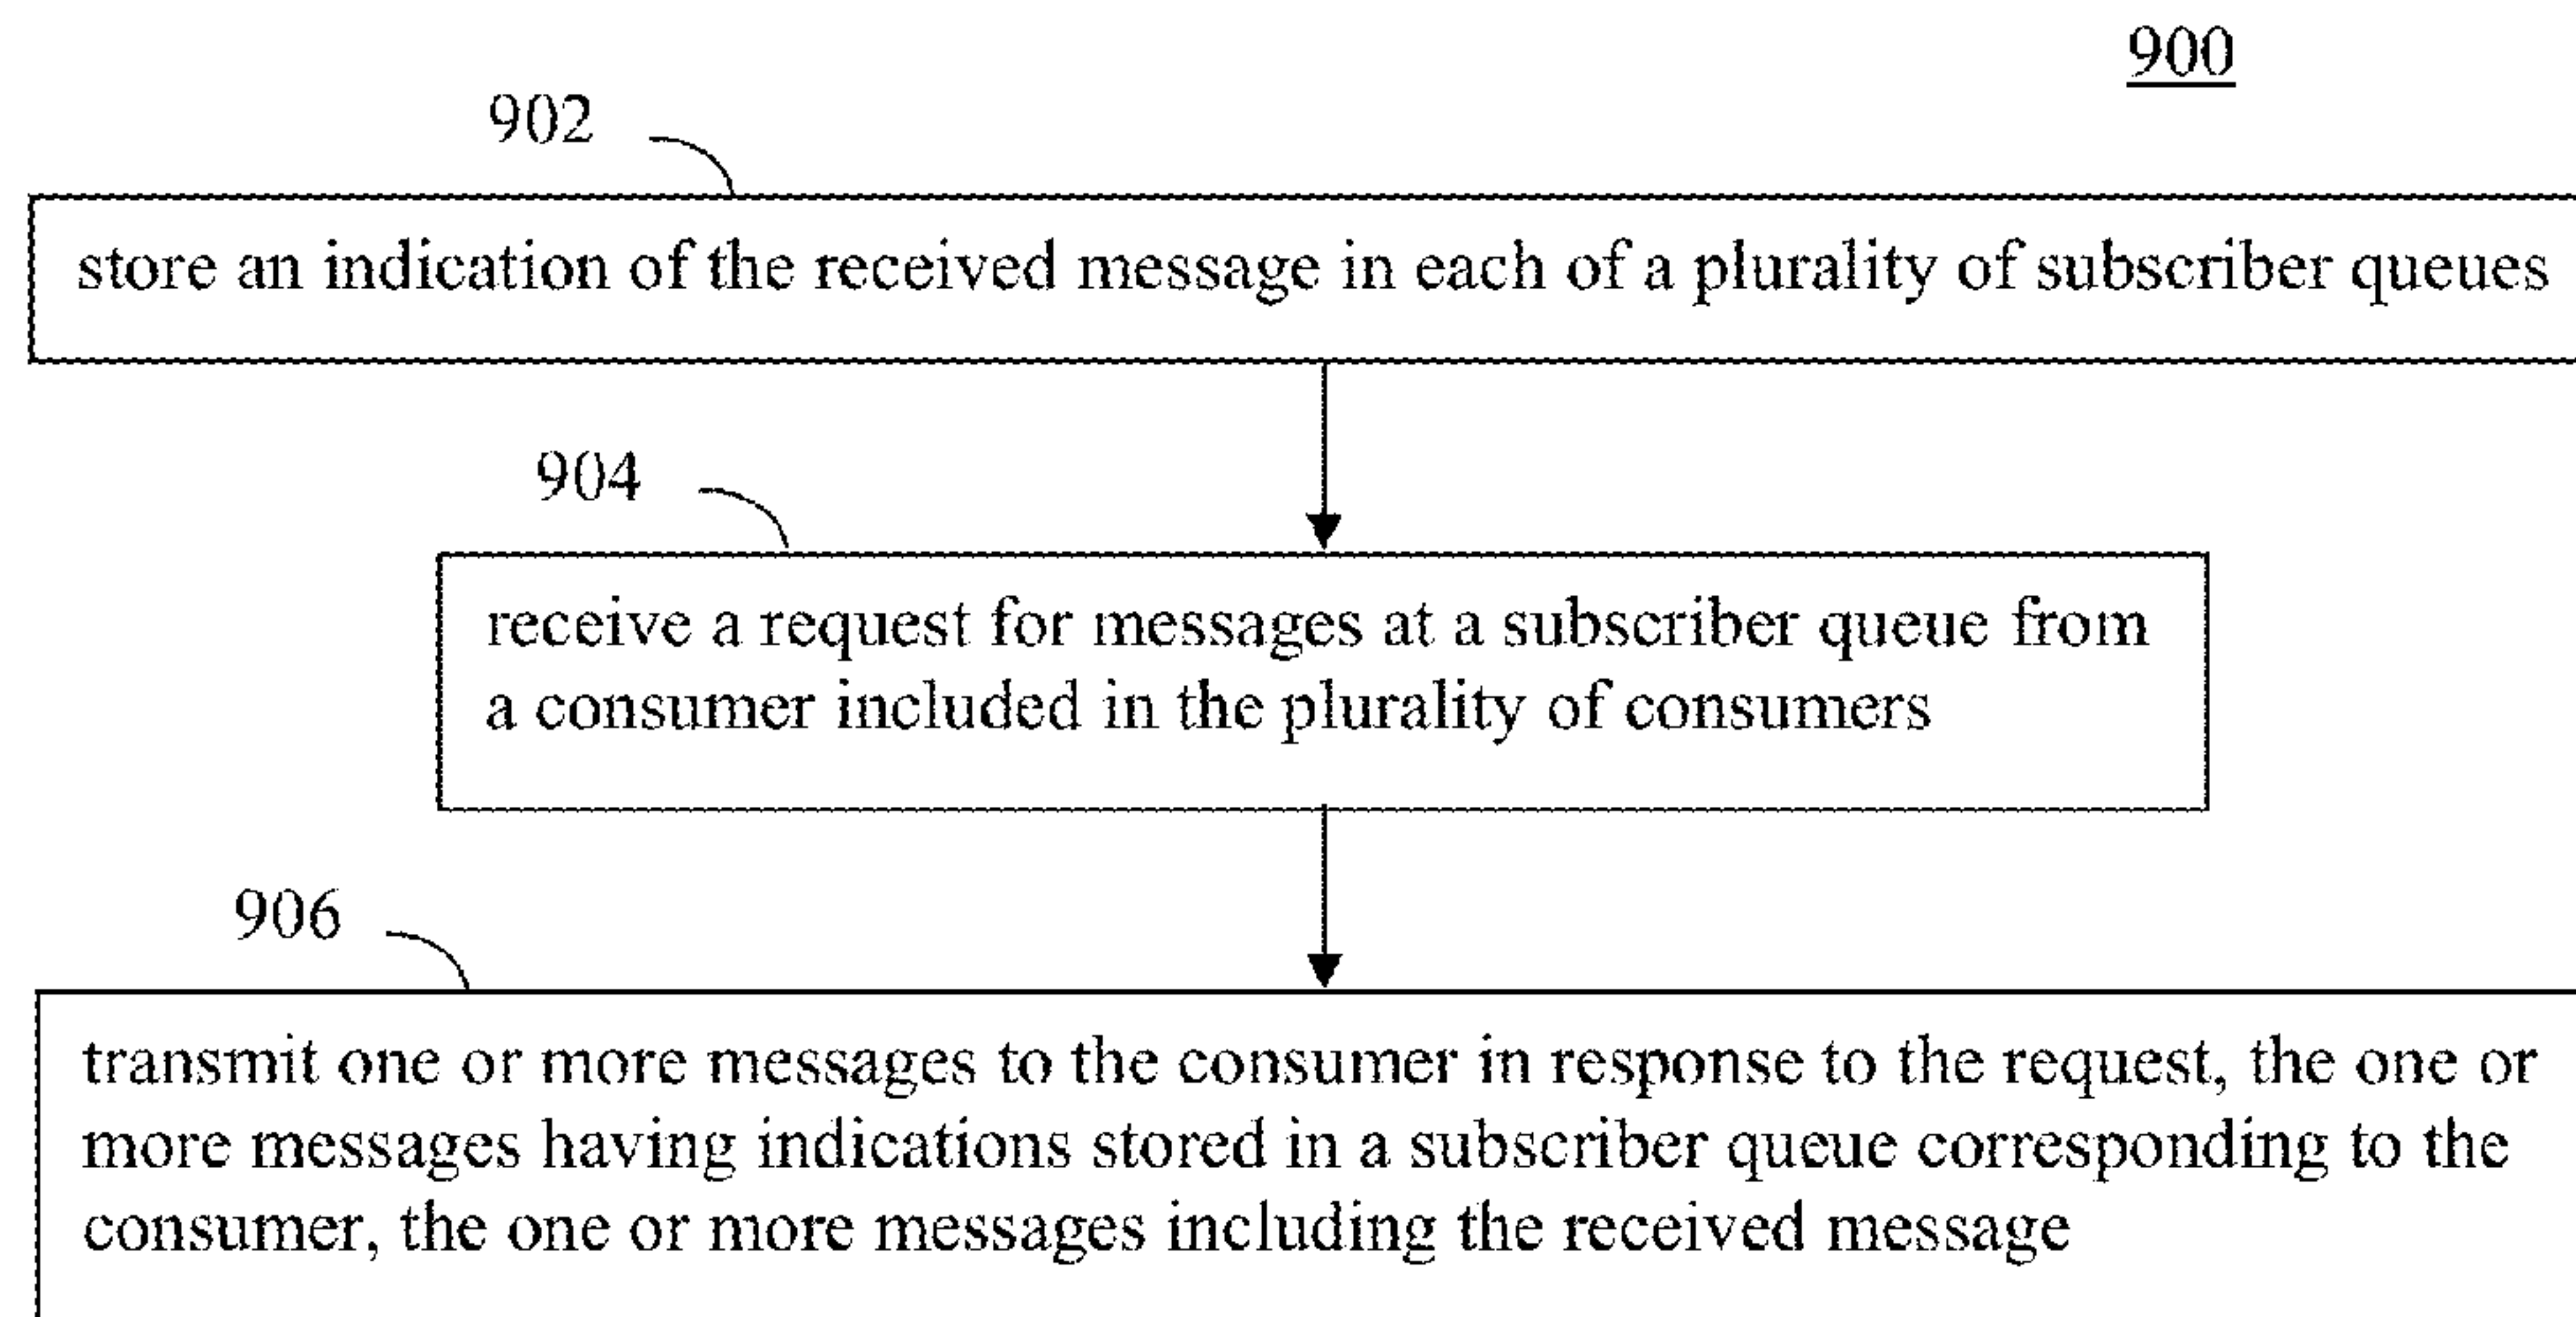 900
902
store an indication of the received message in each of a plurality of subscriber queues
904
receive a request for messages at a subscriber queue from
a consumer included in the plurality of consumers
906
transmit one or more messages to the consumer in response to the request, the one or
more messages having indications stored in a subscriber queue corresponding to the
consumer, the one or more messages including the received message